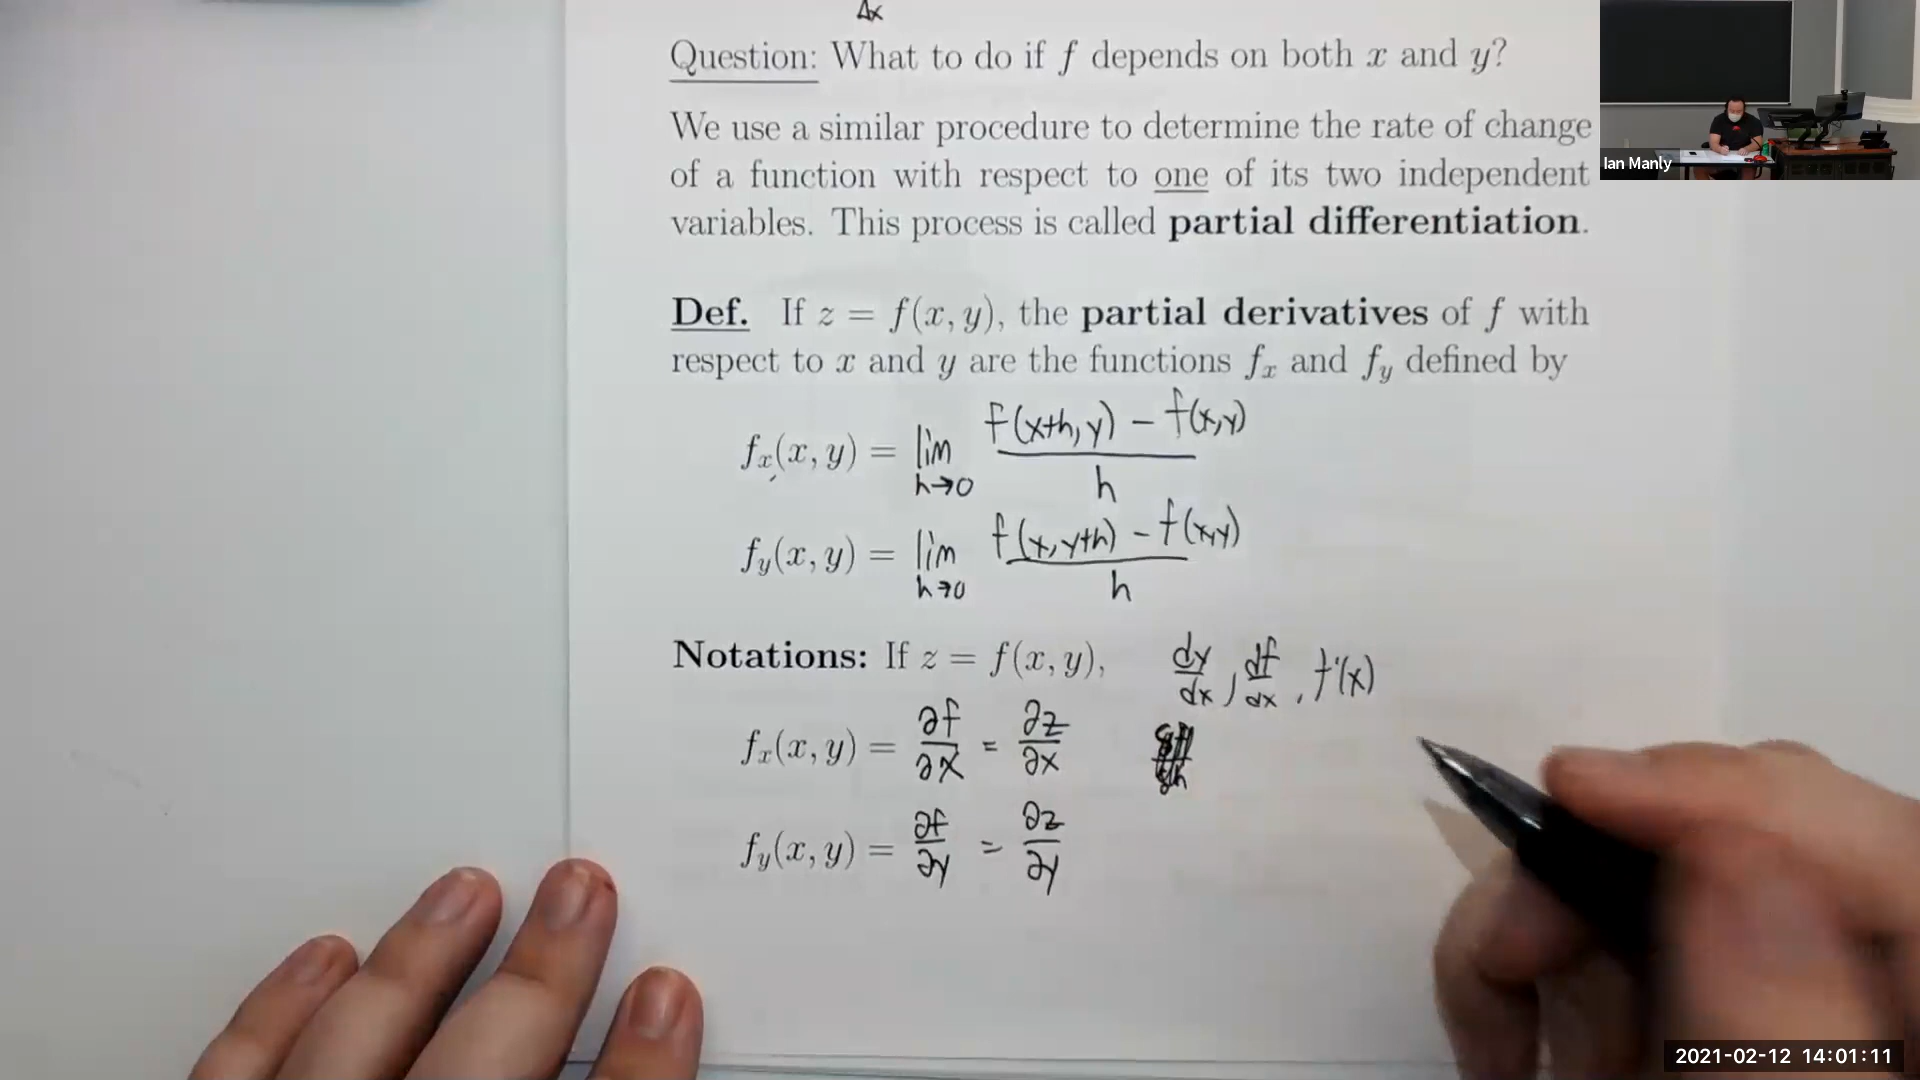 Δx
Question: What to do if f depends on both x and y?
We use a similar procedure to determine the rate of change
of a function with respect to one of its two independent
variables. This process is called partial differentiation.
Def. If z = f(x, y), the partial derivatives of f with
respect to x and y are the functions f_x and f_y defined by
f_x(x, y) = lim h→0 f(x+h, y) − f(x,y) / h
f_y(x, y) = lim h→0 f(x, y+h) − f(x,y) / h
Notations: If z = f(x, y), dy/dx, df/dx, f'(x)
f_x(x, y) = ∂f/∂x = ∂z/∂x
f_y(x, y) = ∂f/∂y = ∂z/∂y
Ian Manly
2021-02-12 14:01:11